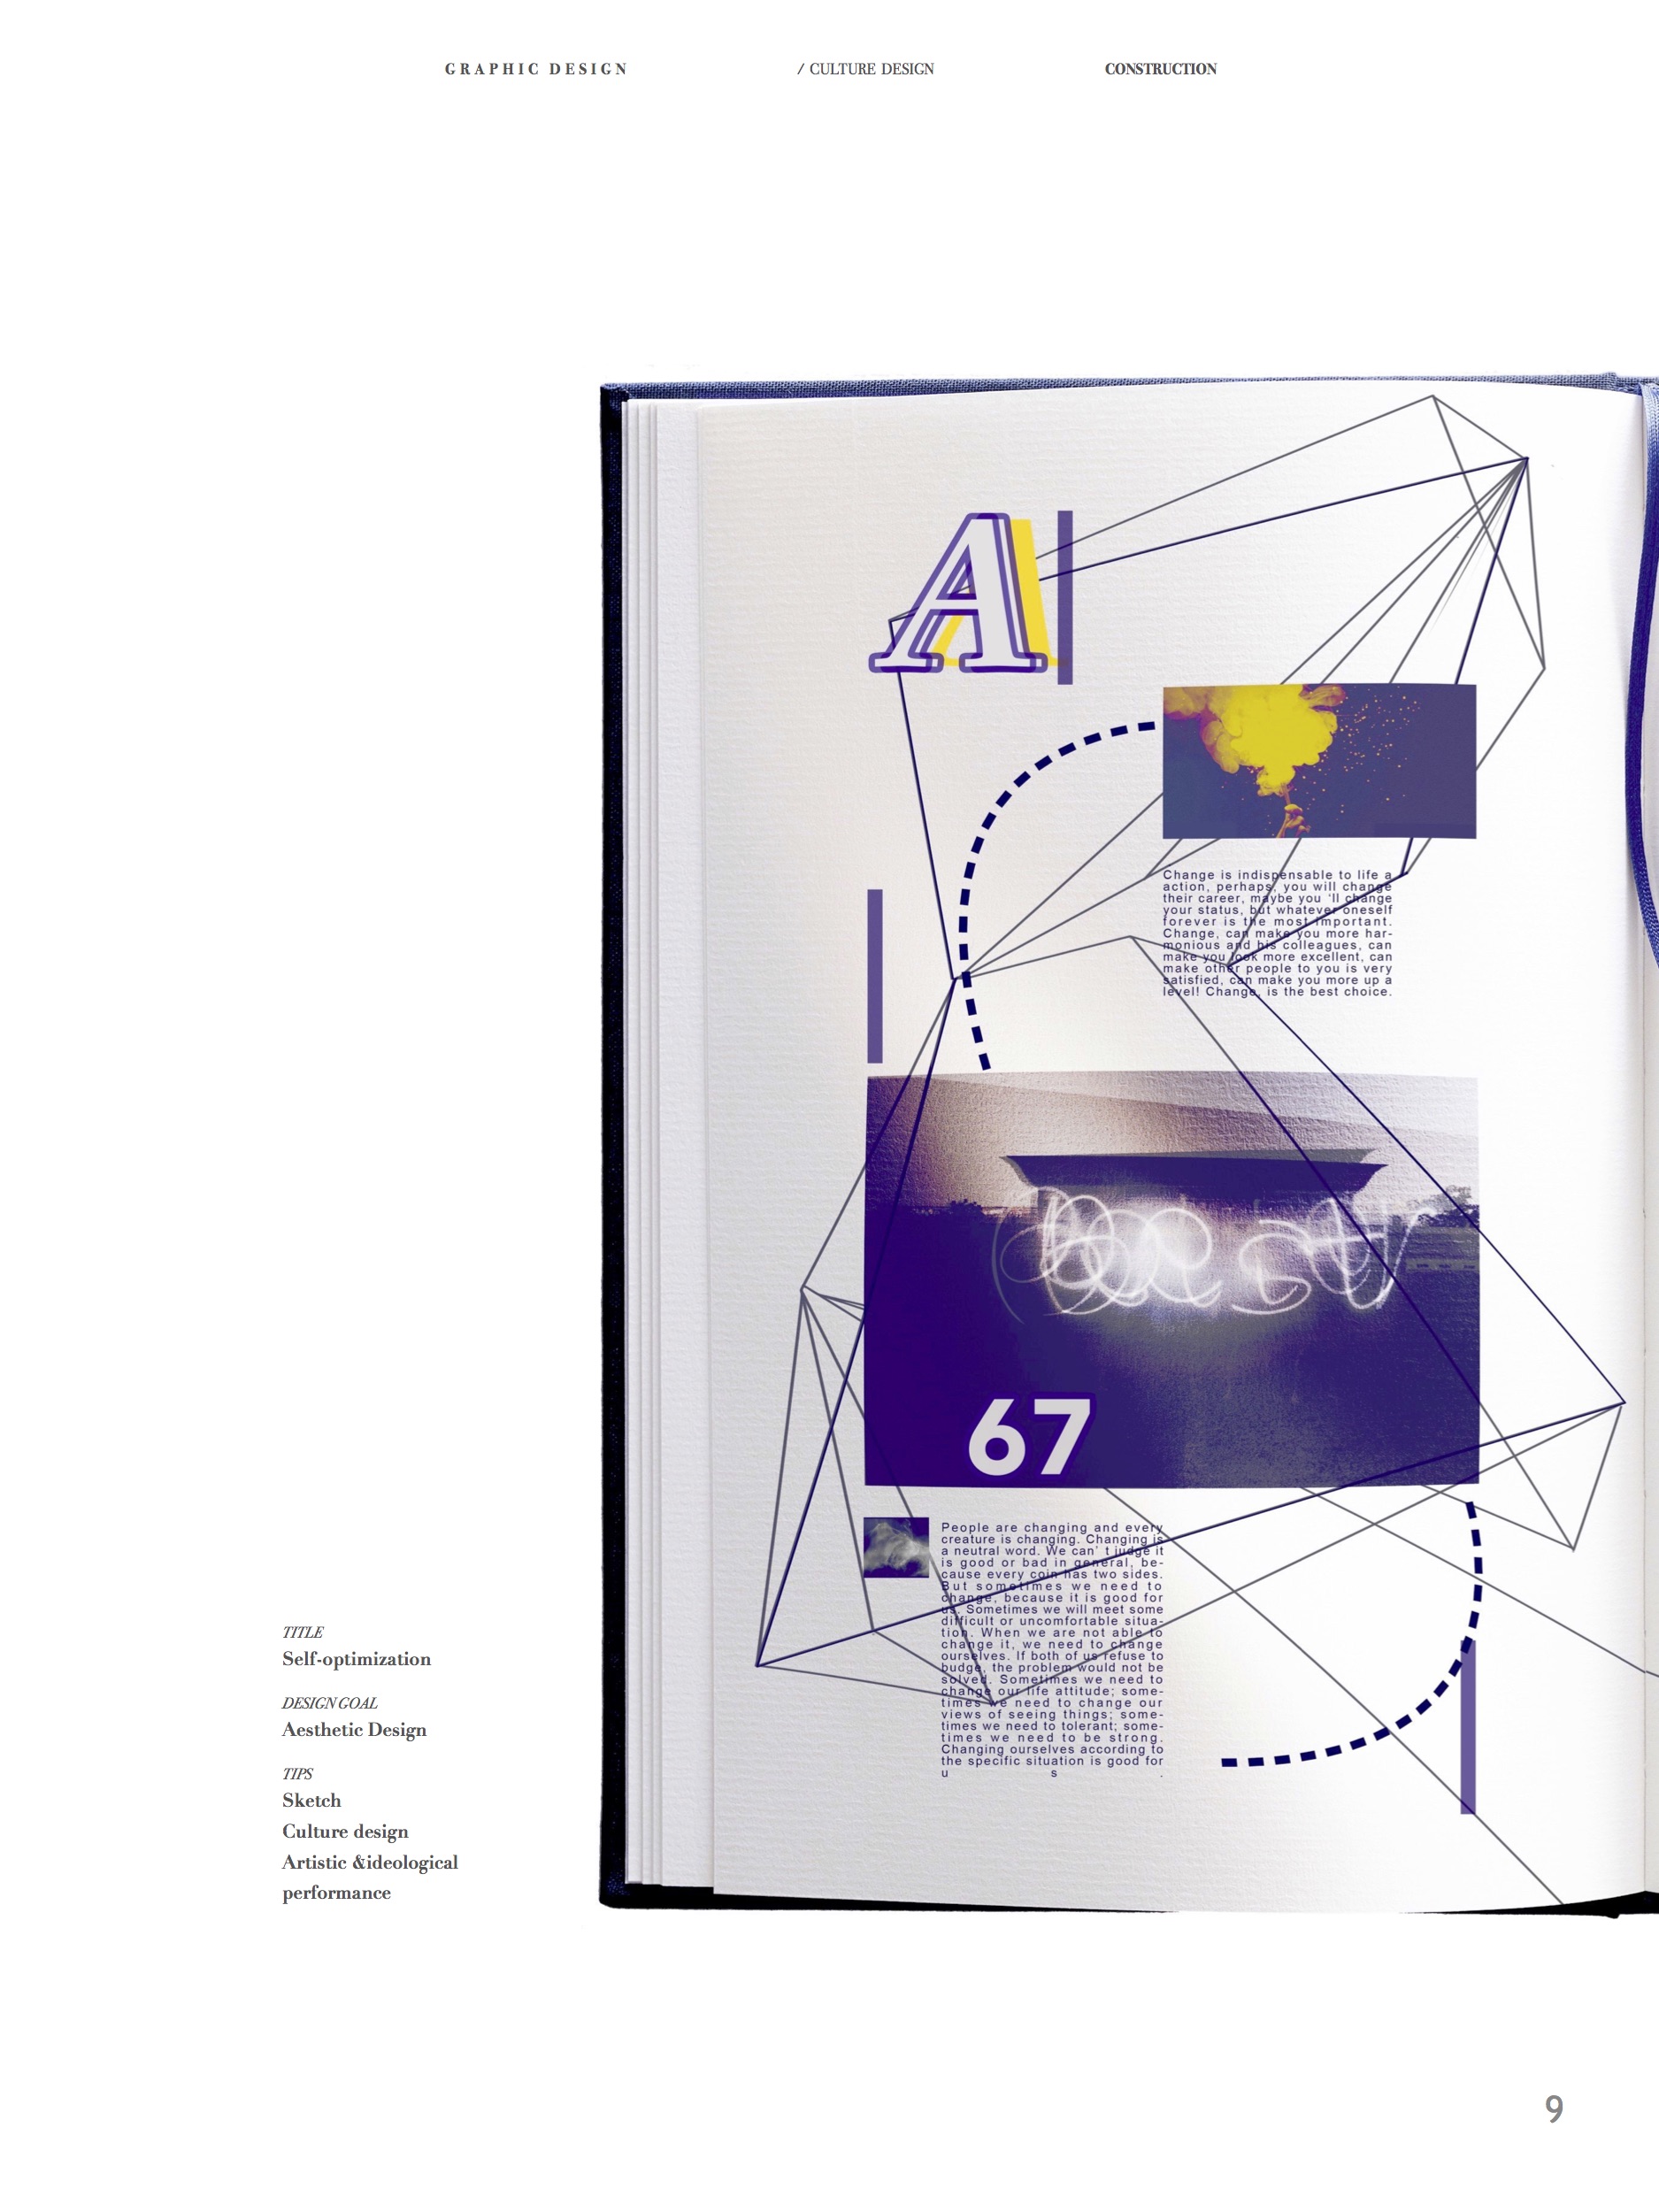 GRAPHIC DESIGN
/ CULTURE DESIGN
CONSTRUCTION
A
Change is indispensable to life a
action, perhaps, you will change
their career, maybe you 'll change
your status, but whatever oneself
forever is the most important.
Change, can make you more har-
monious and his colleagues, can
make you look more excellent, can
make other people to you is very
satisfied, can make you more up a
level! Change, is the best choice.
67
People are changing and every
creature is changing. Changing is
a neutral word. We can' t judge it
is good or bad in general, be-
cause every coin has two sides.
But sometimes we need to
change, because it is good for
us. Sometimes we will meet some
difficult or uncomfortable situa-
tion. When we are not able to
change it, we need to change
ourselves. If both of us refuse to
budge, the problem would not be
solved. Sometimes we need to
change our life attitude; some-
times we need to change our
views of seeing things; some-
times we need to tolerant; some-
times we need to be strong.
Changing ourselves according to
the specific situation is good for
u s .
TITLE
Self-optimization
DESIGN GOAL
Aesthetic Design
TIPS
Sketch
Culture design
Artistic &ideological
performance
9